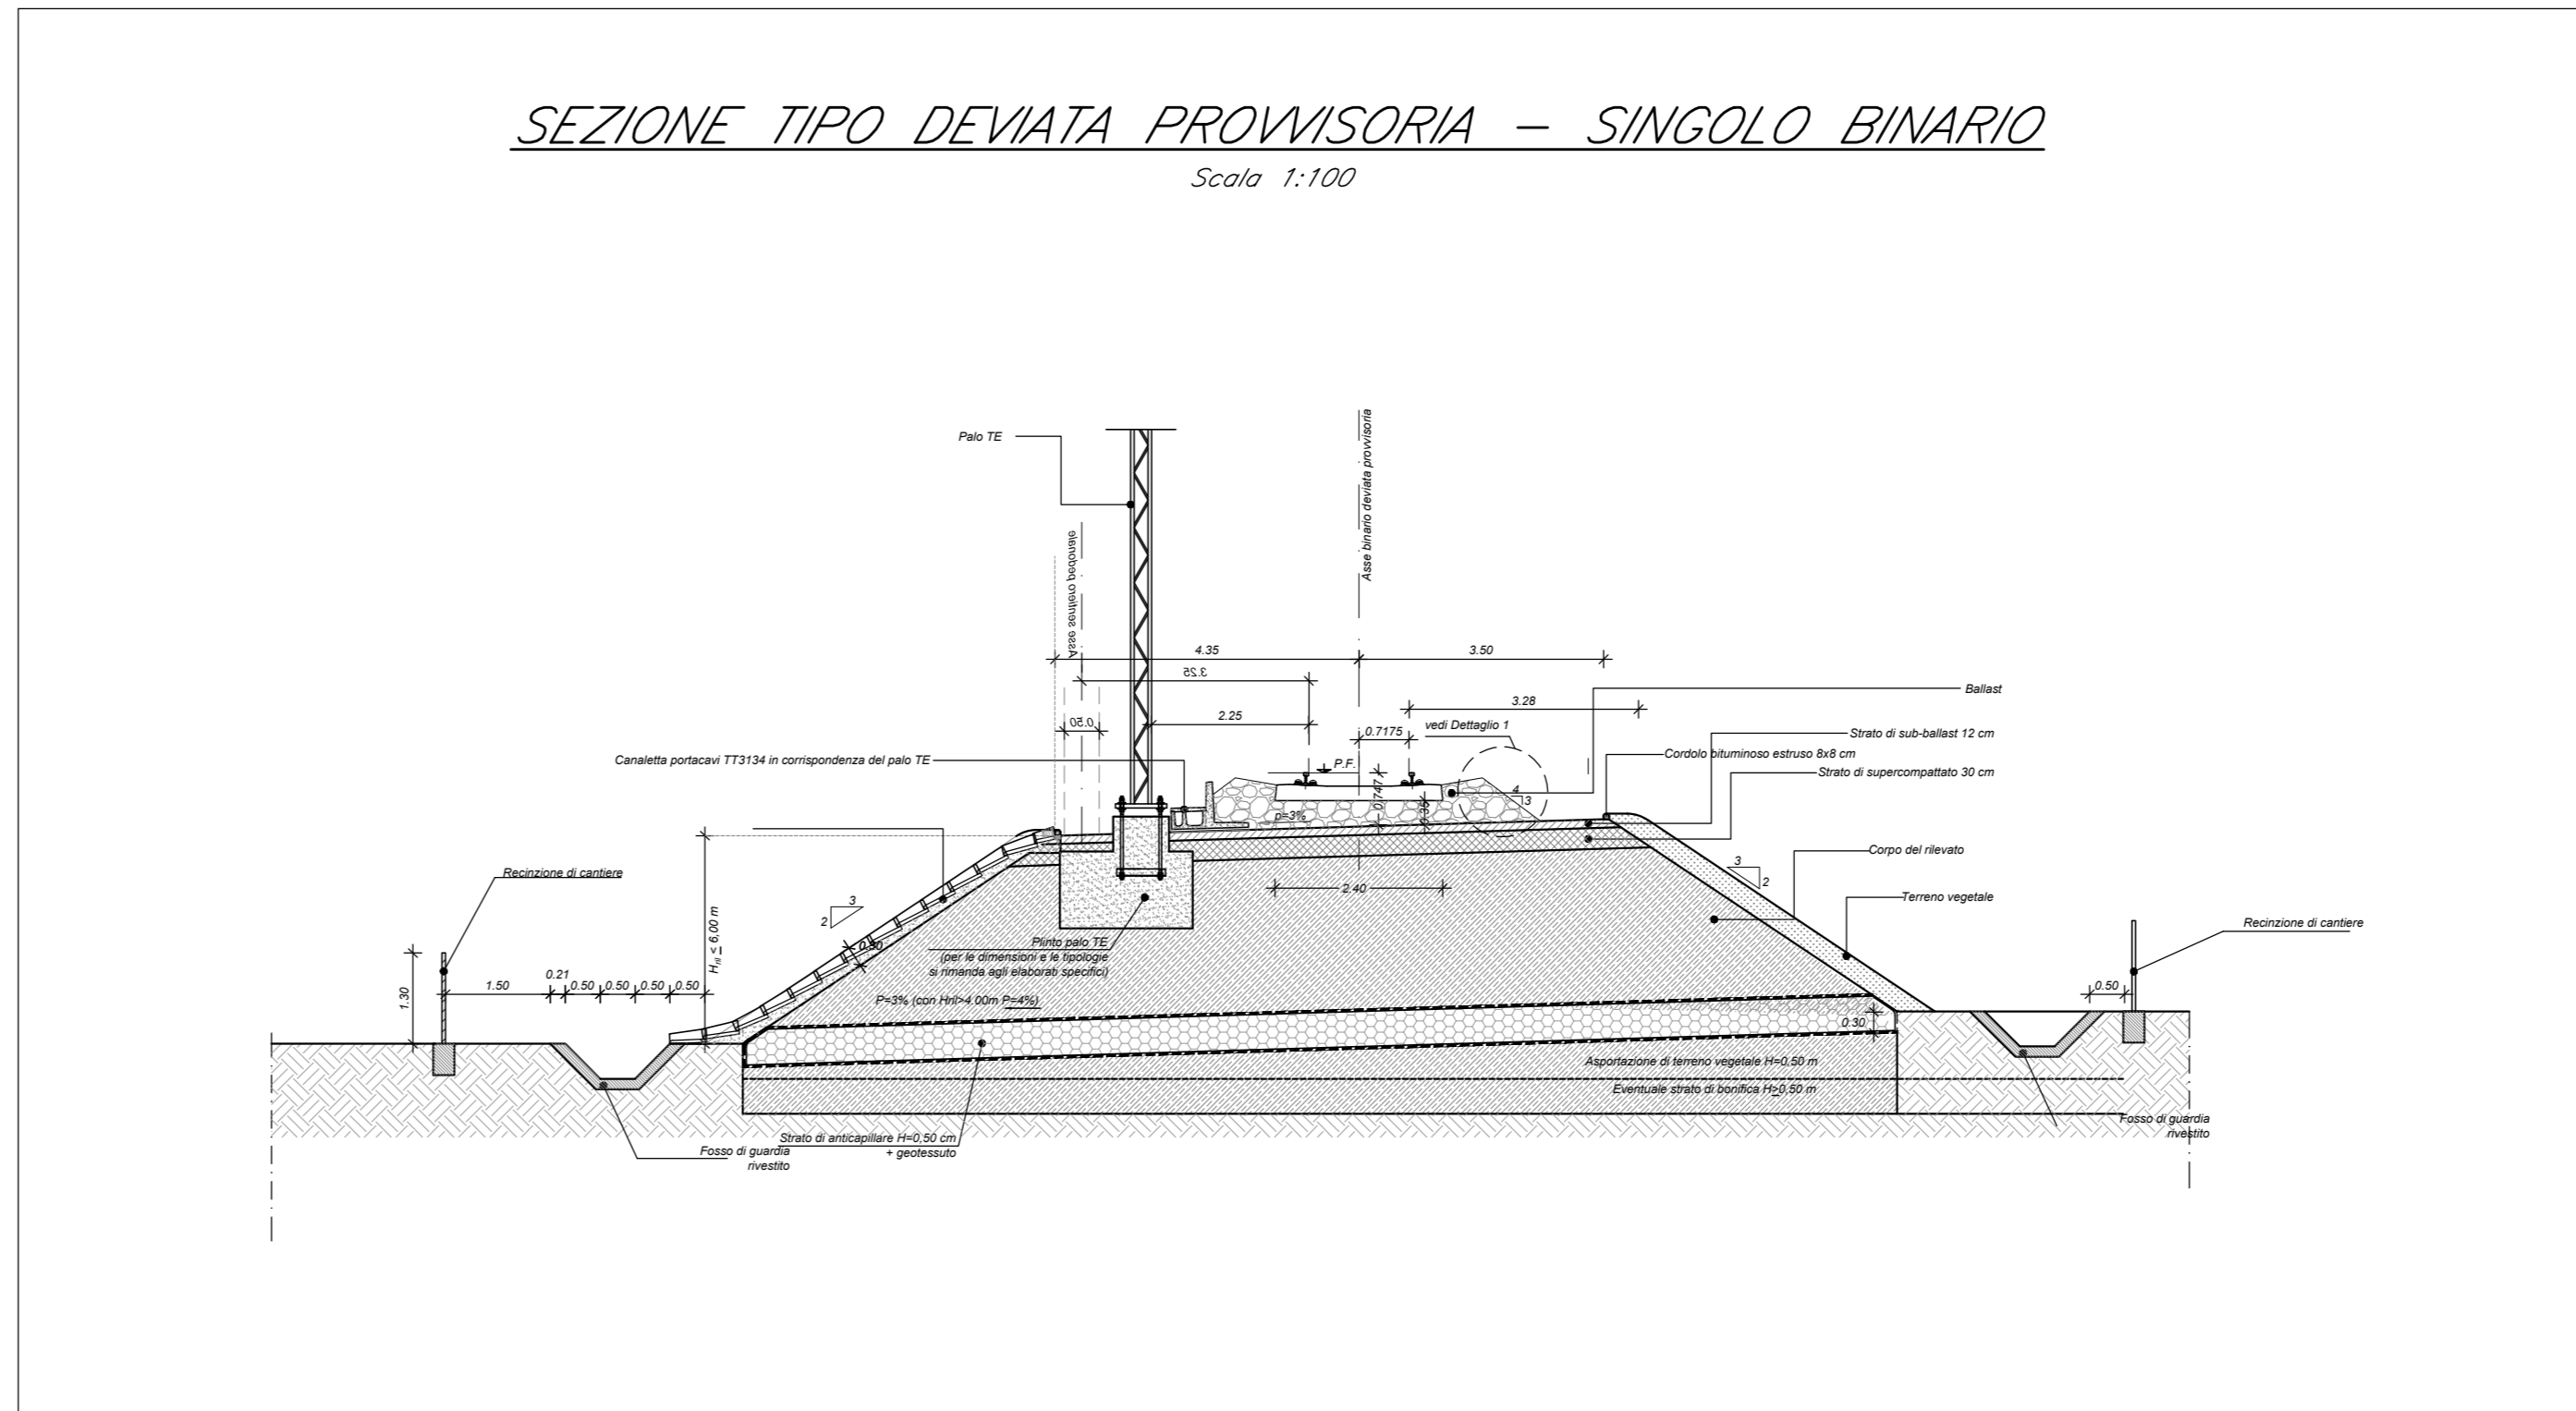 SEZIONE TIPO DEVIATA PROVVISORIA – SINGOLO BINARIO
Scala 1:100
Palo TE
Asse binario deviata provvisoria
Asse sentiero pedonale
4.35
3.50
3.25
3.28
Ballast
2.25
0.50
0.7175
vedi Dettaglio 1
Strato di sub-ballast 12 cm
Canaletta portacavi TT3134 in corrispondenza del palo TE
Cordolo bituminoso estruso 8x8 cm
P.F.
Strato di supercompattato 30 cm
0.747
0.35
4
3
p=3%
Corpo del rilevato
3
2
Recinzione di cantiere
2.40
Terreno vegetale
3
2
Hril < 6,00 m
Recinzione di cantiere
0.30
Plinto palo TE
(per le dimensioni e le tipologie
si rimanda agli elaborati specifici)
1.30
1.50
0.21
0.50
0.50
0.50
0.50
0.50
P=3% (con Hril>4.00m P=4%)
0.30
Asportazione di terreno vegetale H=0,50 m
Eventuale strato di bonifica H≥0,50 m
Fosso di guardia
rivestito
Strato di anticapillare H=0,50 cm
+ geotessuto
Fosso di guardia
rivestito